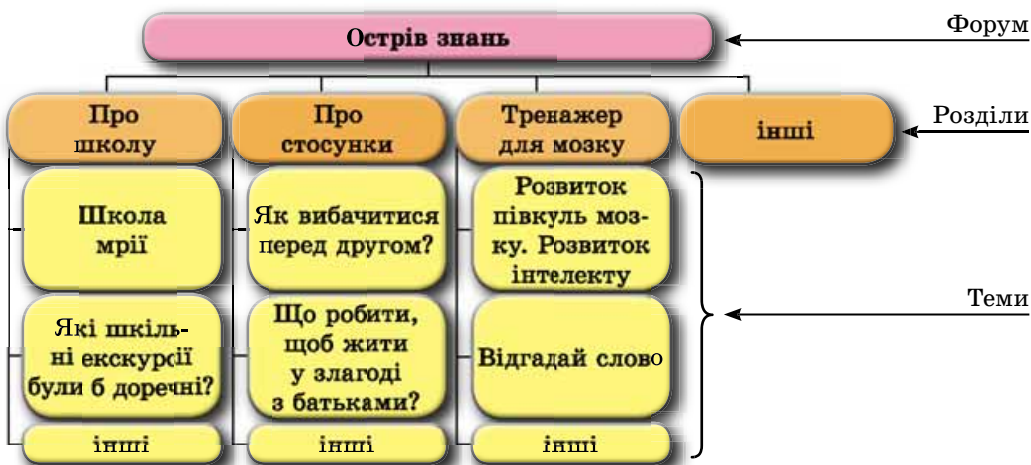 Острів знань
Форум
Про
школу
Про
стосунки
Тренажер
для мозку
інші
Розділи
Школа
мрії
Як вибачитися
перед другом?
Розвиток
півкуль моз-
ку. Розвиток
інтелекту
Теми
Які шкіль-
ні екскурсії
були б доречні?
Що робити,
щоб жити
у злагоді
з батьками?
Відгадай слово
інші
інші
інші